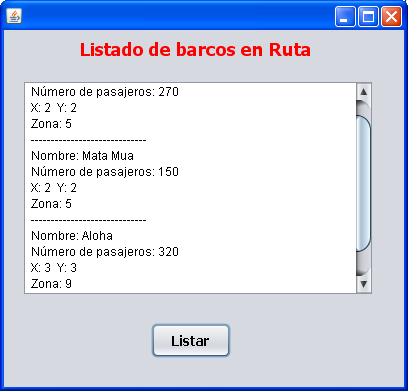 Listado de barcos en Ruta
Número de pasajeros: 270
X: 2 Y: 2
Zona: 5
-----------------------------
Nombre: Mata Mua
Número de pasajeros: 150
X: 2 Y: 2
Zona: 5
-----------------------------
Nombre: Aloha
Número de pasajeros: 320
X: 3 Y: 3
Zona: 9
Listar